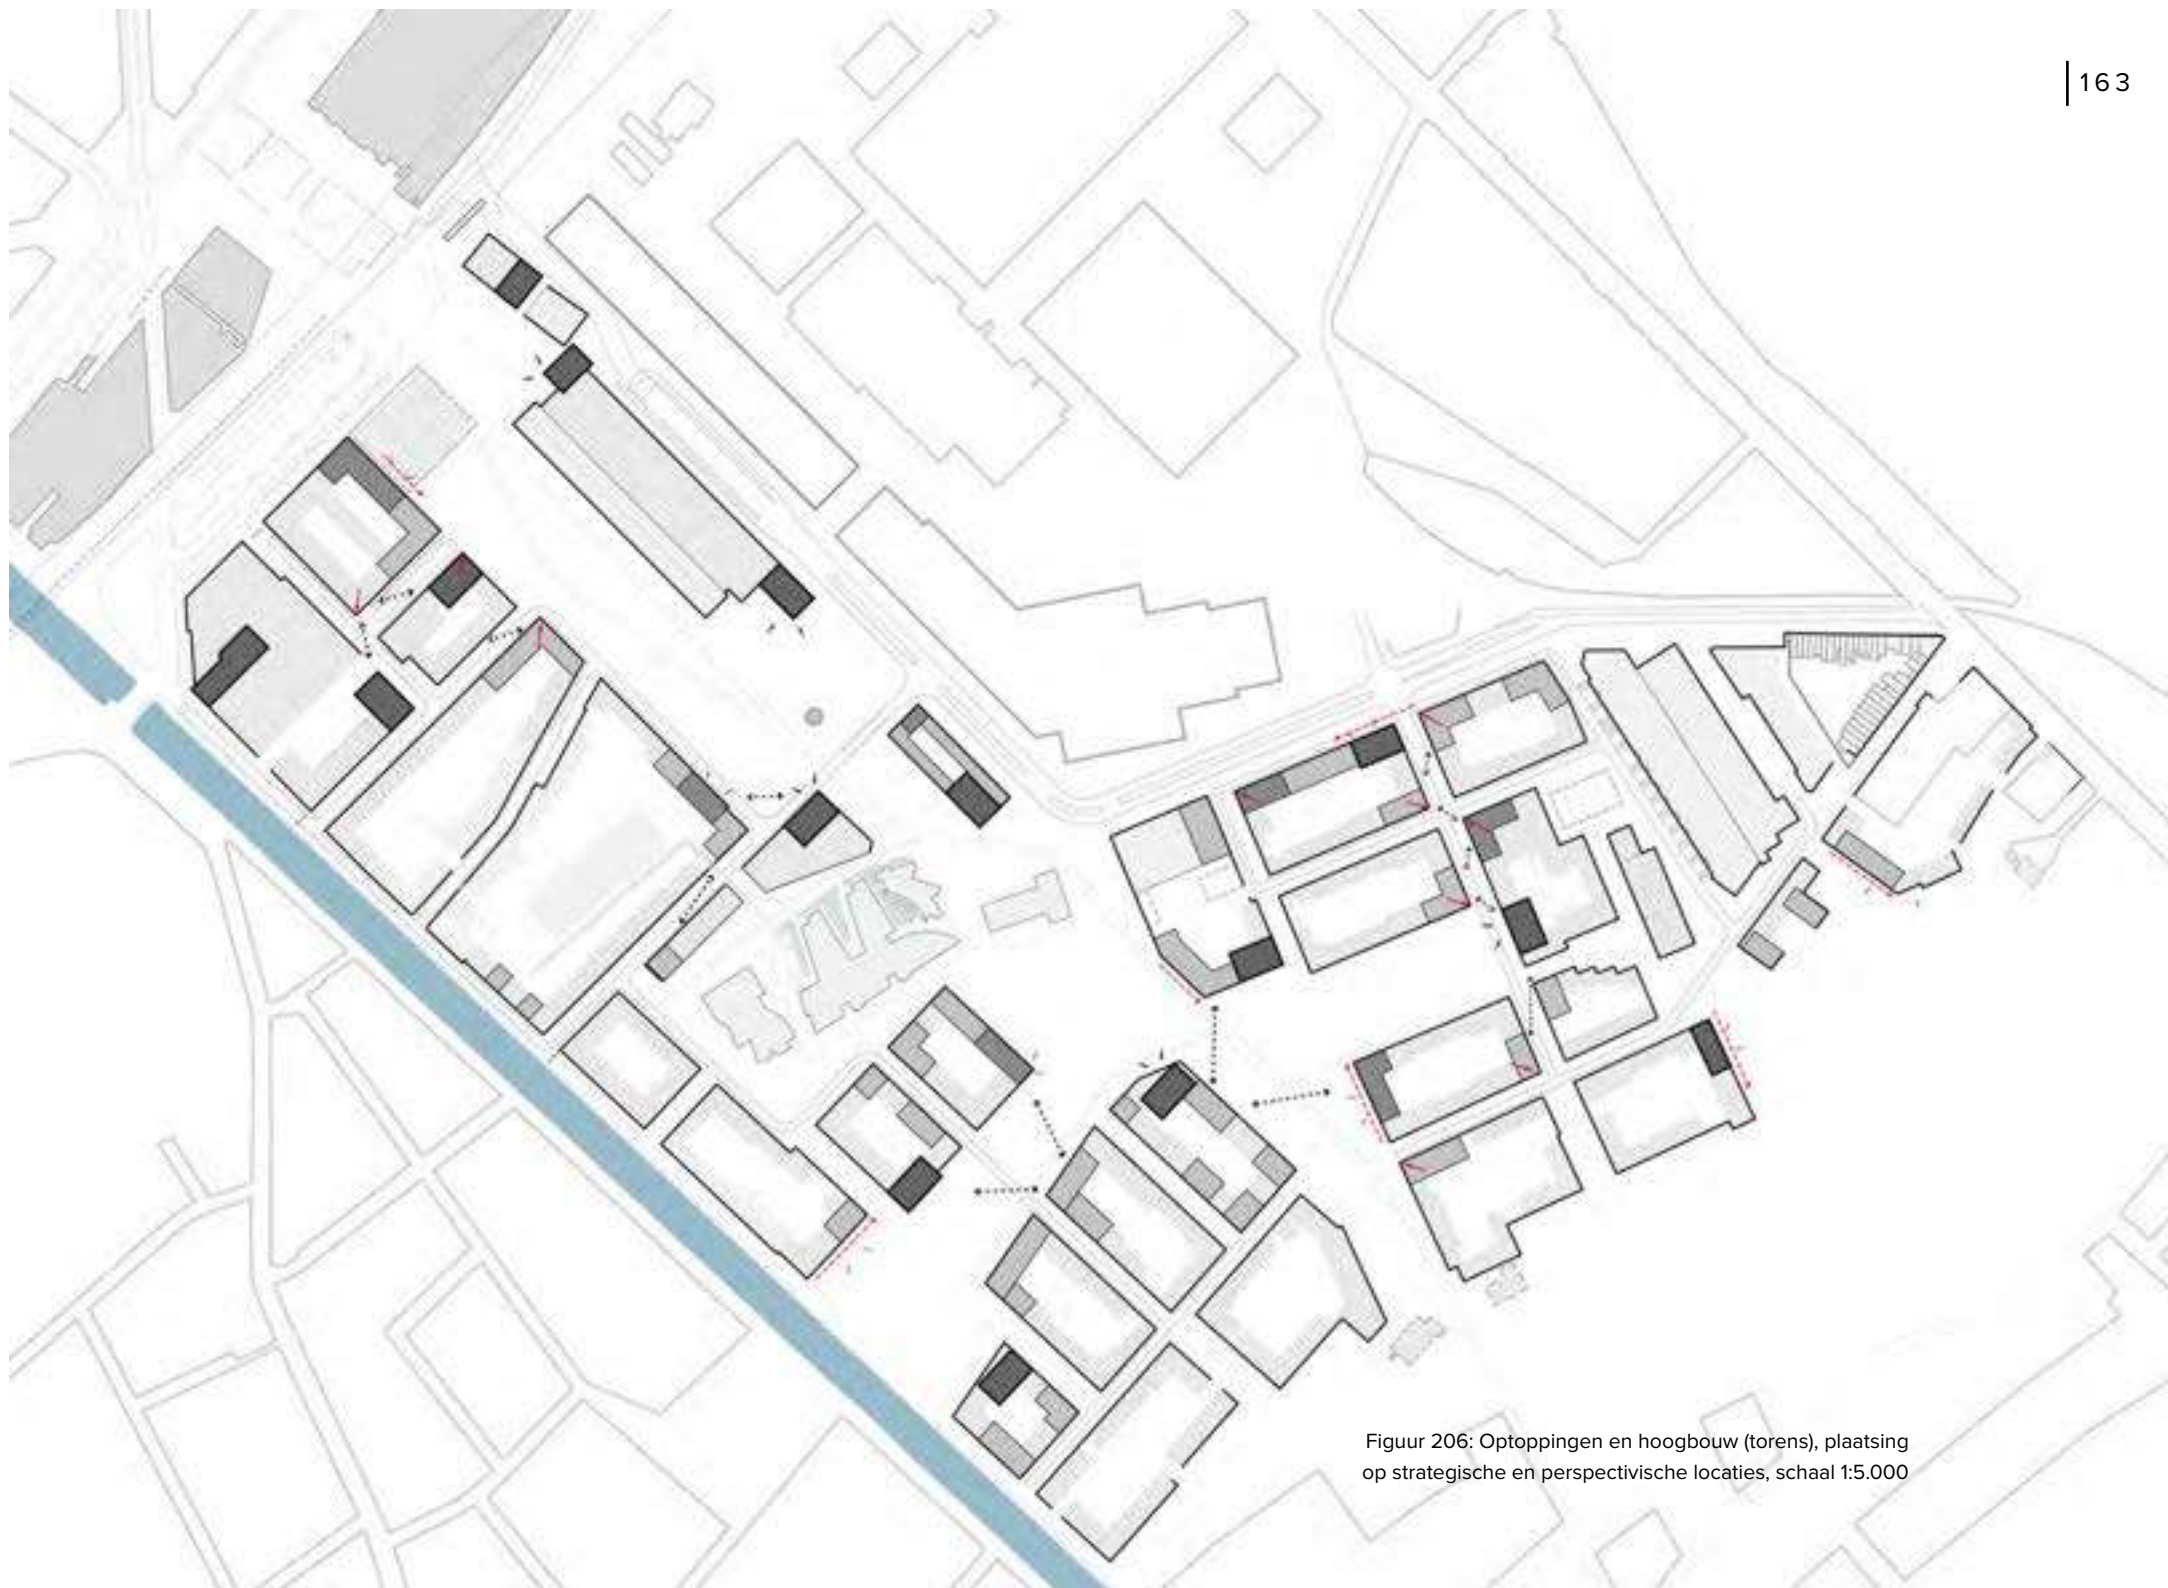 163
Figuur 206: Optoppingen en hoogbouw (torens), plaatsing
op strategische en perspectivische locaties, schaal 1:5.000